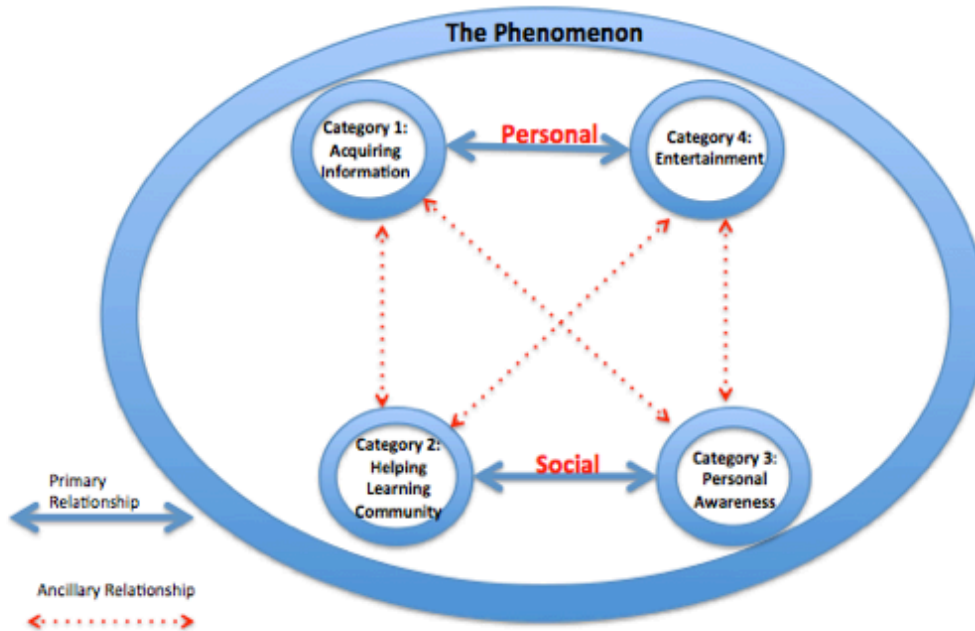 The Phenomenon
Category 1:
Acquiring
Information
Personal
Category 4:
Entertainment
Category 2:
Helping
Learning
Community
Social
Category 3:
Personal
Awareness
Primary
Relationship
Ancillary Relationship